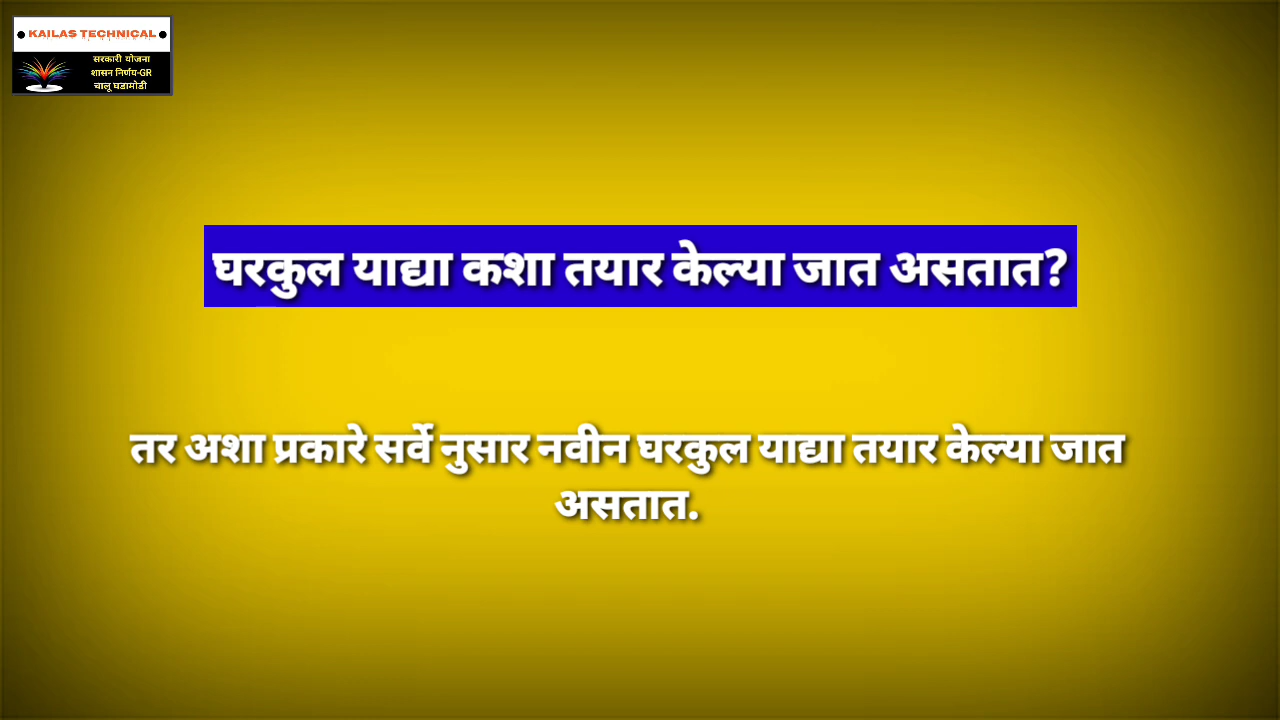 KAILAS TECHNICAL
सरकारी योजना
शासन निर्णय-GR
चालू घडामोडी
घरकुल याद्या कशा तयार केल्या जात असतात?
तर अशा प्रकारे सर्वे नुसार नवीन घरकुल याद्या तयार केल्या जात
असतात.